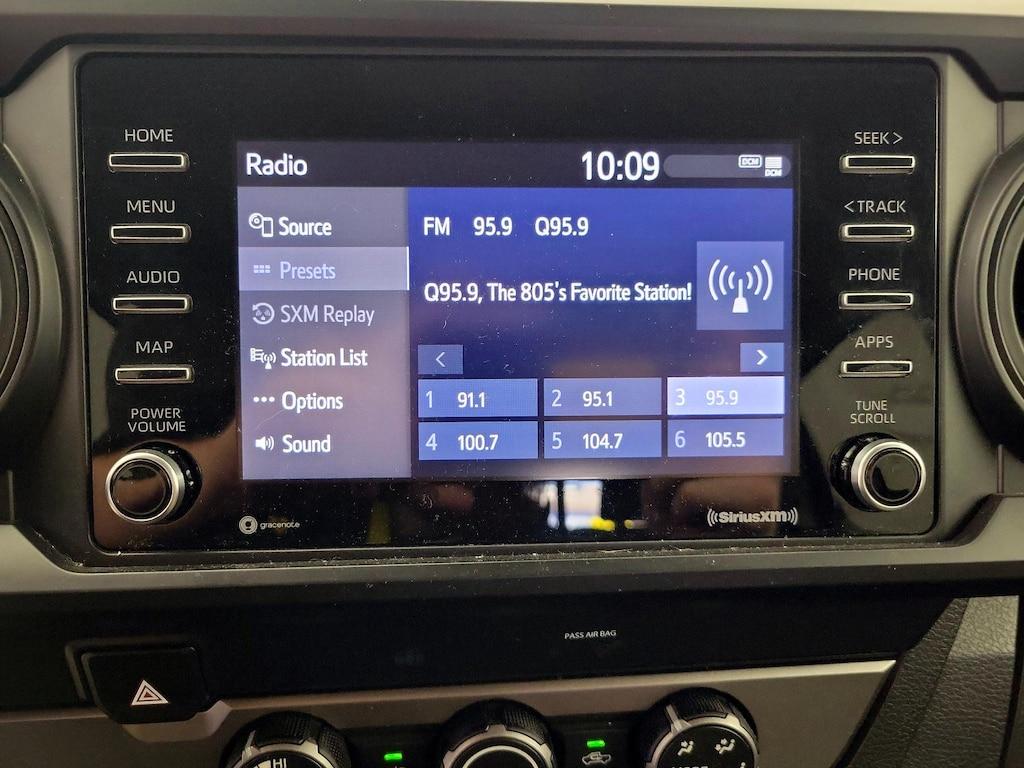 HOME
MENU
AUDIO
MAP
POWER
VOLUME
Radio
10:09
DCM
DCM
Source
Presets
SXM Replay
Station List
Options
Sound
FM 95.9 Q95.9
Q95.9, The 805's Favorite Station!
< >
1 91.1 2 95.1 3 95.9
4 100.7 5 104.7 6 105.5
SEEK >
< TRACK
PHONE
APPS
TUNE
SCROLL
gracenote
((SiriusXM))
PASS AIR BAG
HI